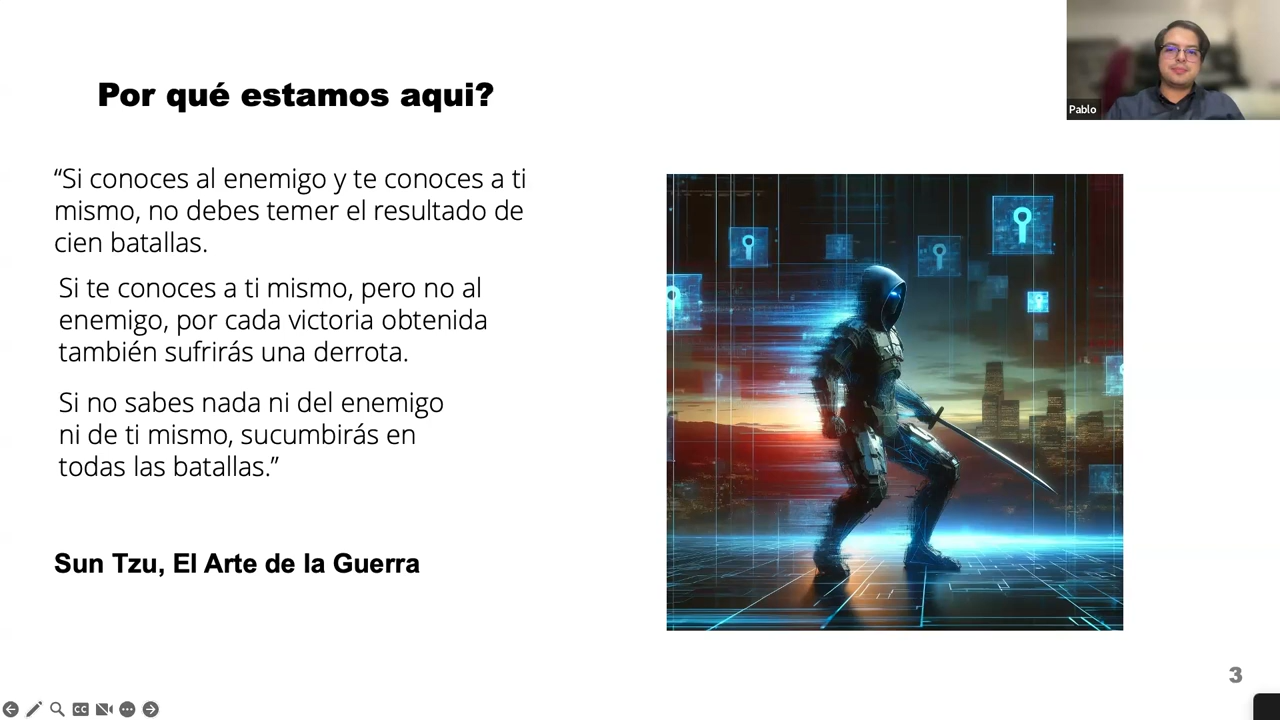 Por qué estamos aqui?
Pablo
“Si conoces al enemigo y te conoces a ti
mismo, no debes temer el resultado de
cien batallas.
Si te conoces a ti mismo, pero no al
enemigo, por cada victoria obtenida
también sufrirás una derrota.
Si no sabes nada ni del enemigo
ni de ti mismo, sucumbirás en
todas las batallas.”
Sun Tzu, El Arte de la Guerra
3
CC